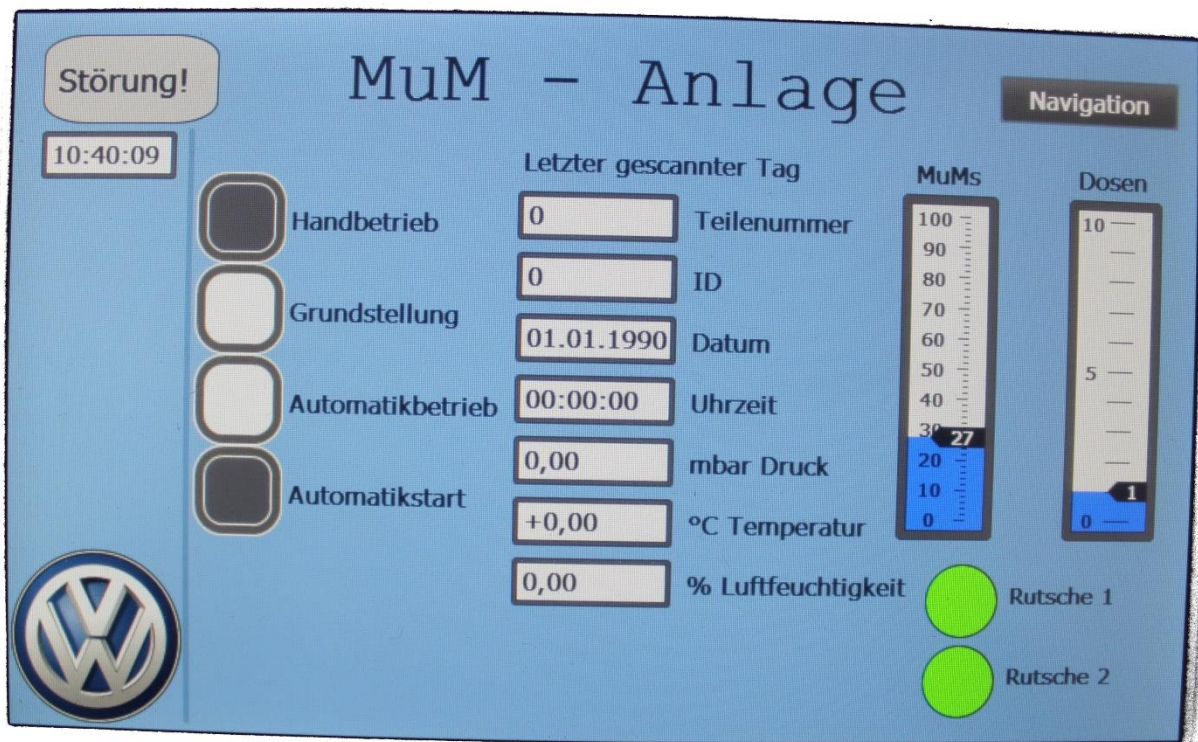 Störung!
MuM - Anlage
Navigation
10:40:09
Letzter gescannter Tag
MuMs
Dosen
Handbetrieb
Grundstellung
Automatikbetrieb
Automatikstart
0 Teilenummer
0 ID
01.01.1990 Datum
00:00:00 Uhrzeit
0,00 mbar Druck
+0,00 °C Temperatur
0,00 % Luftfeuchtigkeit
100
90
80
70
60
50
40
30
27
20
10
0
10
5
1
0
Rutsche 1
Rutsche 2
VW